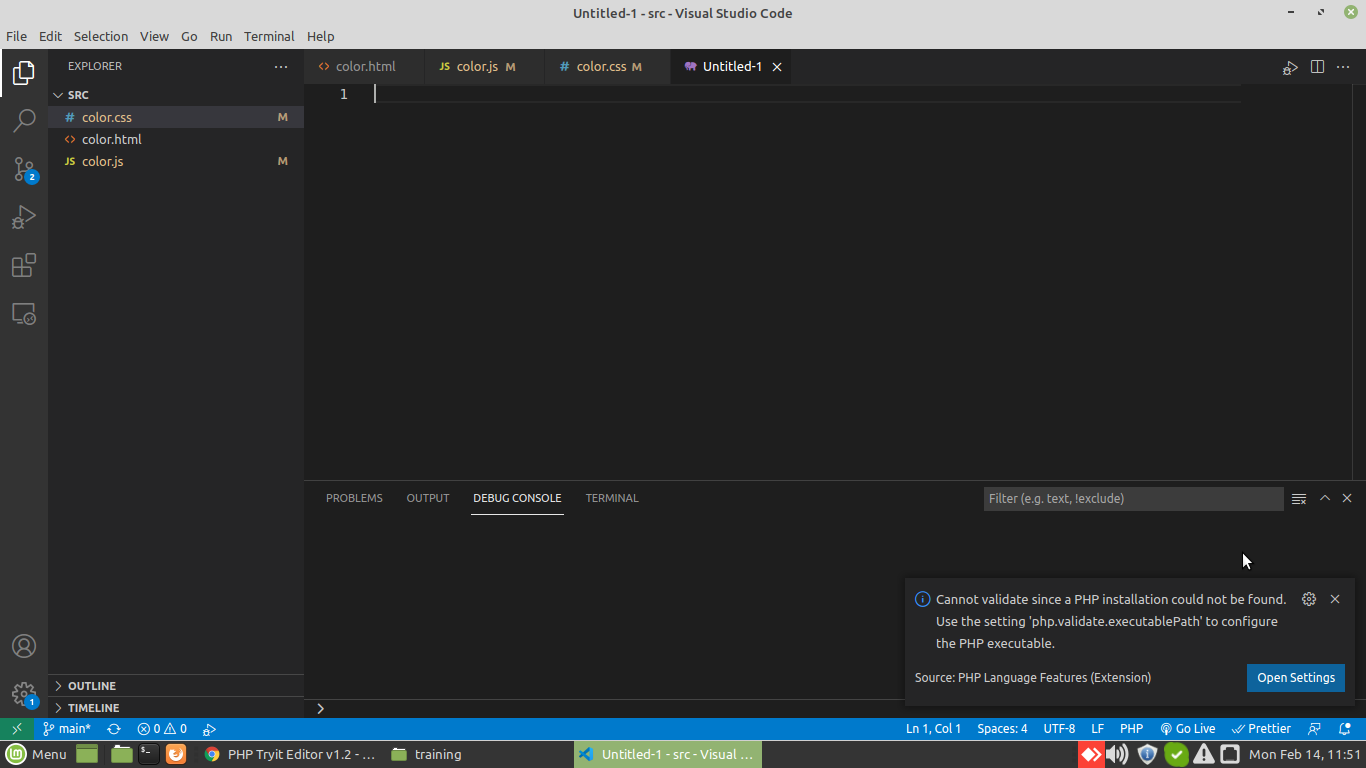 Untitled-1 - src - Visual Studio Code
File Edit Selection View Go Run Terminal Help
EXPLORER
color.html
JS color.js M
# color.css M
Untitled-1
SRC
# color.css M
color.html
JS color.js M
1
2
PROBLEMS OUTPUT DEBUG CONSOLE TERMINAL
Filter (e.g. text, !exclude)
Cannot validate since a PHP installation could not be found.
Use the setting 'php.validate.executablePath' to configure
the PHP executable.
Source: PHP Language Features (Extension)
Open Settings
1
OUTLINE
TIMELINE
main* 0 0
Ln 1, Col 1 Spaces: 4 UTF-8 LF PHP Go Live Prettier
Menu
PHP Tryit Editor v1.2 - ...
training
Untitled-1 - src - Visual ...
Mon Feb 14, 11:51